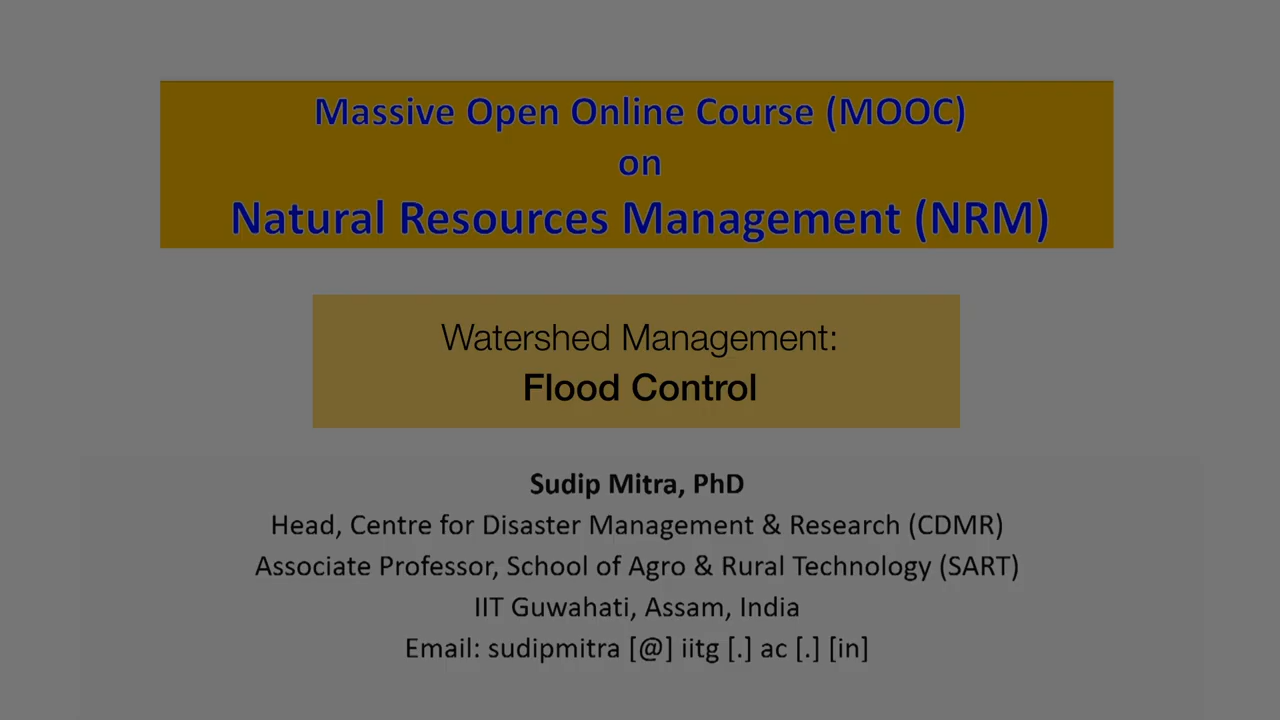 Massive Open Online Course (MOOC)
on
Natural Resources Management (NRM)
Watershed Management:
Flood Control
Sudip Mitra, PhD
Head, Centre for Disaster Management & Research (CDMR)
Associate Professor, School of Agro & Rural Technology (SART)
IIT Guwahati, Assam, India
Email: sudipmitra [@] iitg [.] ac [.] [in]